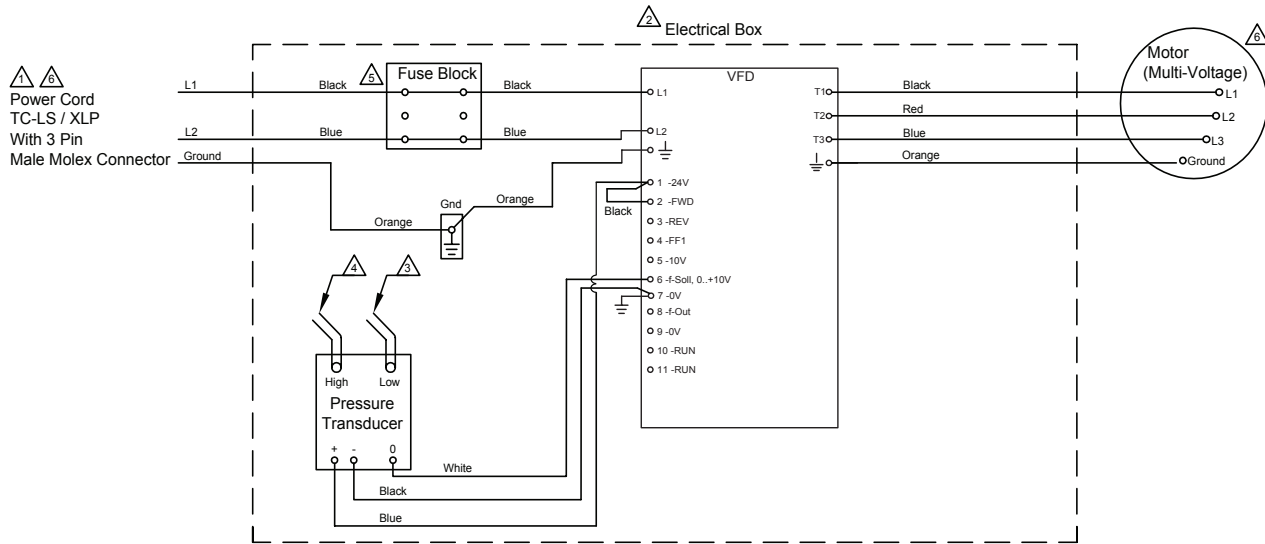 2 Electrical Box
1 6
Power Cord
TC-LS / XLP
With 3 Pin
Male Molex Connector
L1
L2
Ground
Black
Blue
5 Fuse Block
Black
Blue
Orange
Gnd
Orange
VFD
L1
L2
1 -24V
2 -FWD
Black
3 -REV
4 -FF1
5 -10V
6 -f-Soll, 0..+10V
7 -0V
8 -f-Out
9 -0V
10 -RUN
11 -RUN
T1
T2
T3
Black
Red
Blue
Orange
6
Motor
(Multi-Voltage)
L1
L2
L3
Ground
4
3
High
Low
Pressure
Transducer
+ - 0
White
Black
Blue